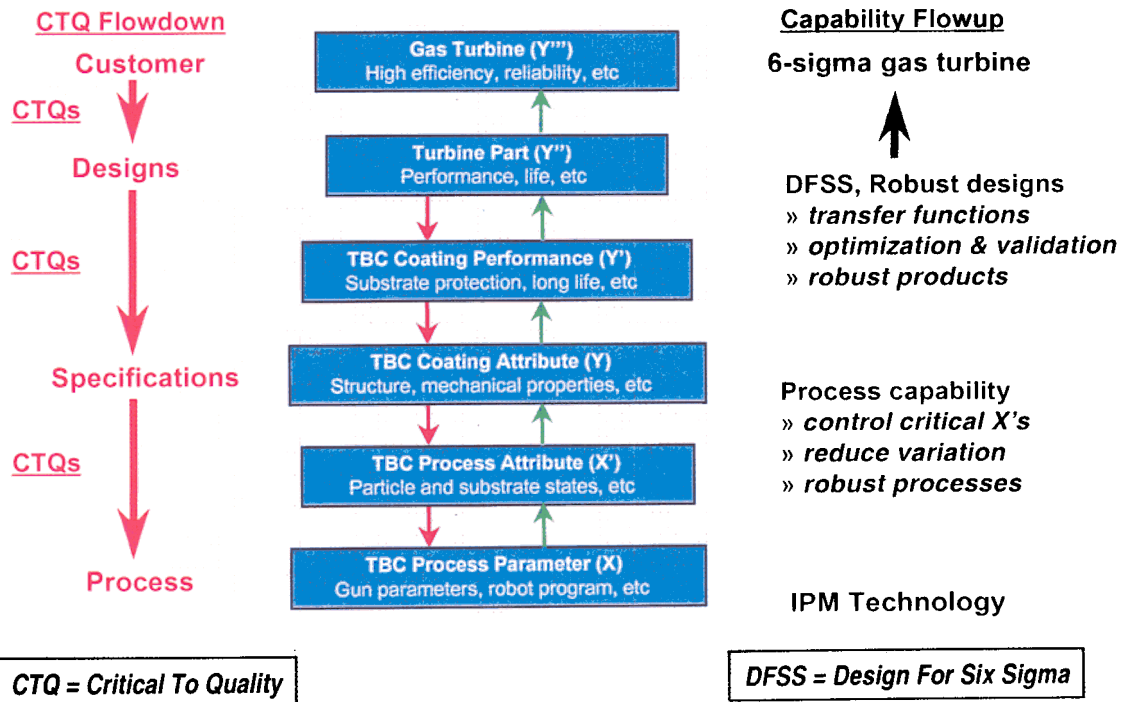 CTQ Flowdown
Customer
CTQs
Designs
CTQs
Specifications
CTQs
Process
CTQ = Critical To Quality
Gas Turbine (Y''')
High efficiency, reliability, etc
Turbine Part (Y'')
Performance, life, etc
TBC Coating Performance (Y')
Substrate protection, long life, etc
TBC Coating Attribute (Y)
Structure, mechanical properties, etc
TBC Process Attribute (X')
Particle and substrate states, etc
TBC Process Parameter (X)
Gun parameters, robot program, etc
Capability Flowup
6-sigma gas turbine
DFSS, Robust designs
» transfer functions
» optimization & validation
» robust products
Process capability
» control critical X's
» reduce variation
» robust processes
IPM Technology
DFSS = Design For Six Sigma